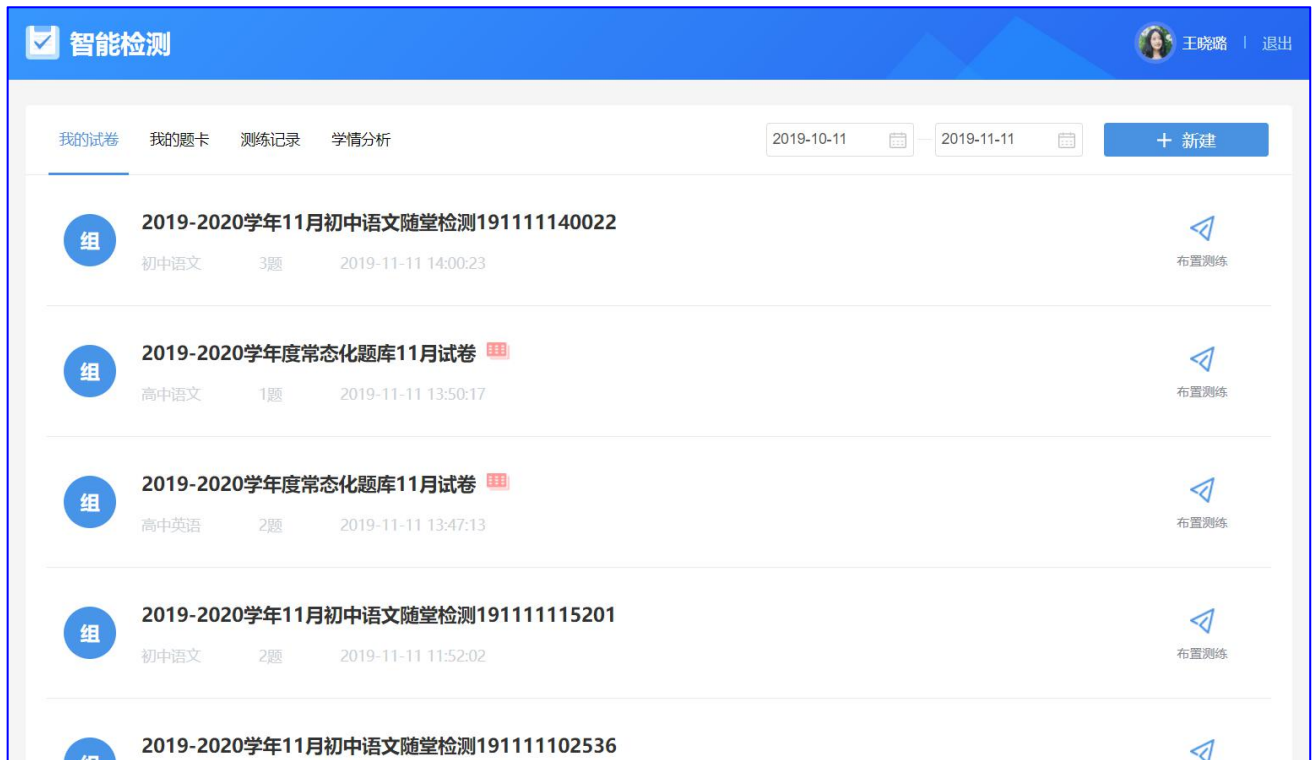 智能检测
王晓璐 | 退出
我的试卷 我的题卡 测练记录 学情分析 2019-10-11 — 2019-11-11 + 新建
组
2019-2020学年11月初中语文随堂检测191111140022
初中语文 3题 2019-11-11 14:00:23
布置测练
组
2019-2020学年度常态化题库11月试卷
高中语文 1题 2019-11-11 13:50:17
布置测练
组
2019-2020学年度常态化题库11月试卷
高中英语 2题 2019-11-11 13:47:13
布置测练
组
2019-2020学年11月初中语文随堂检测191111115201
初中语文 2题 2019-11-11 11:52:02
布置测练
组
2019-2020学年11月初中语文随堂检测191111102536